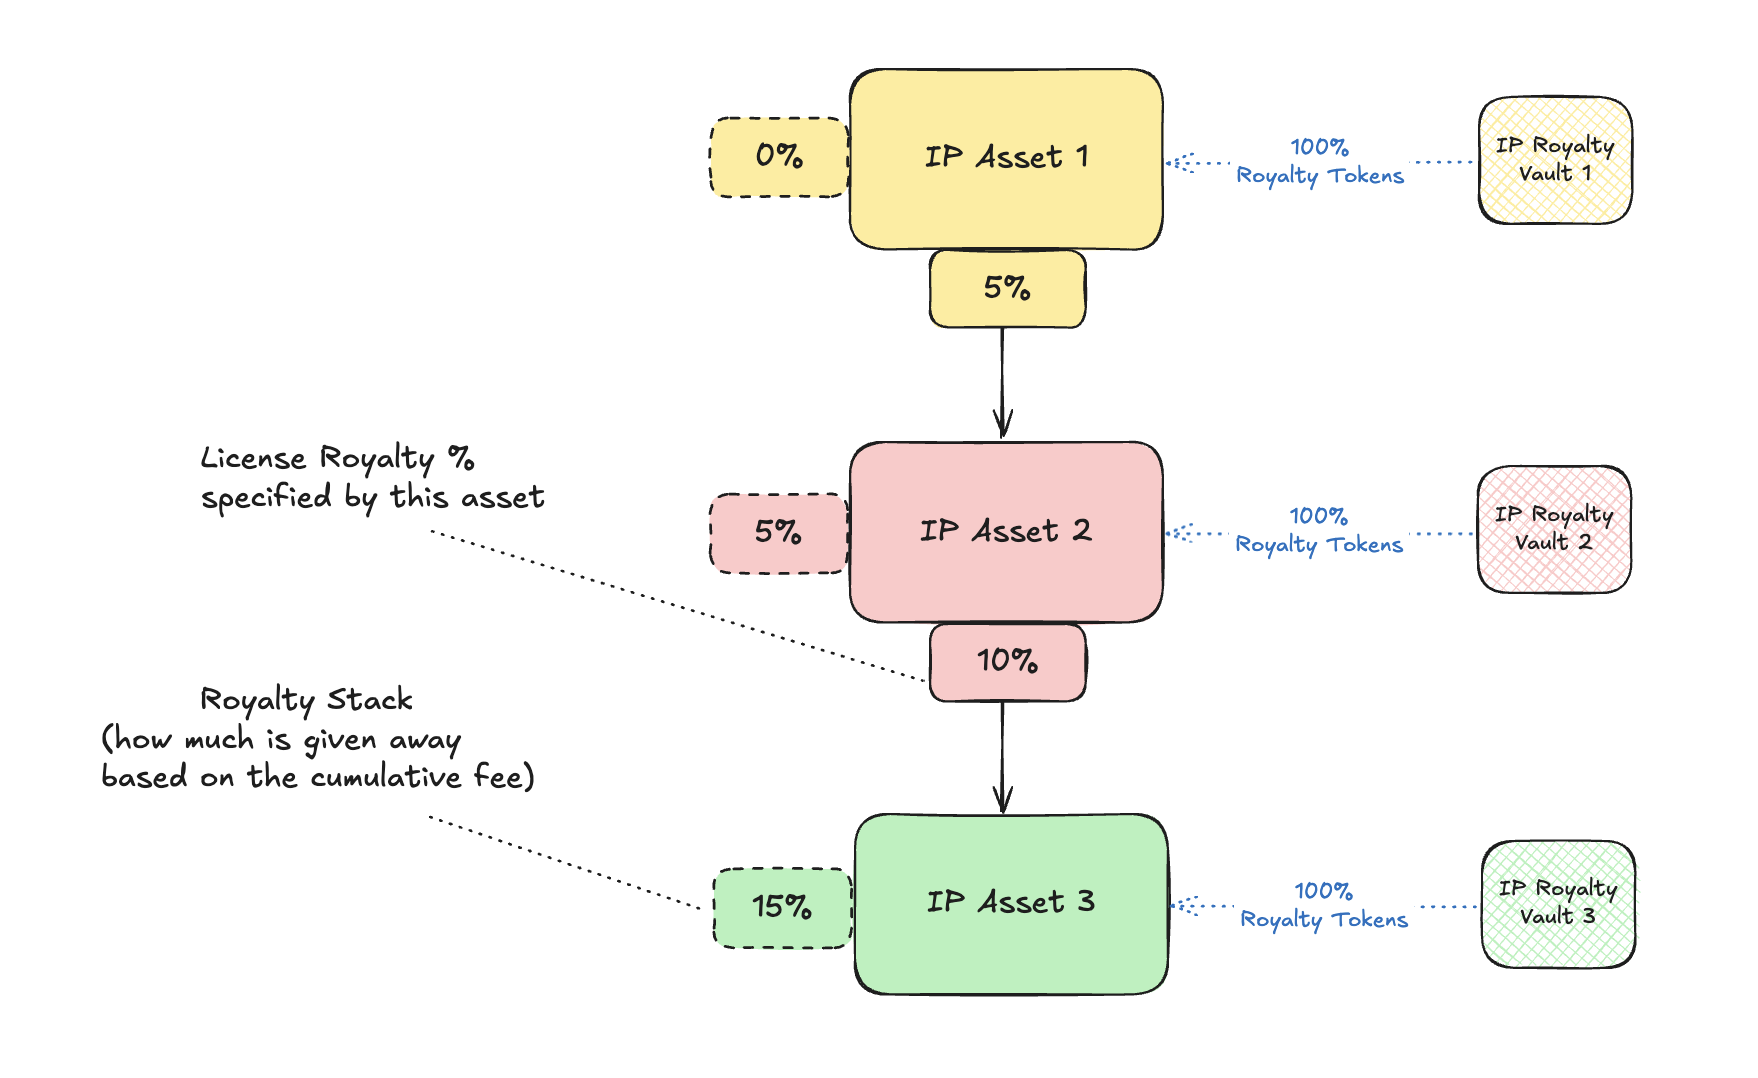 0%
IP Asset 1
100%
Royalty Tokens
IP Royalty
Vault 1
5%
License Royalty %
specified by this asset
5%
IP Asset 2
100%
Royalty Tokens
IP Royalty
Vault 2
10%
Royalty Stack
(how much is given away
based on the cumulative fee)
15%
IP Asset 3
100%
Royalty Tokens
IP Royalty
Vault 3